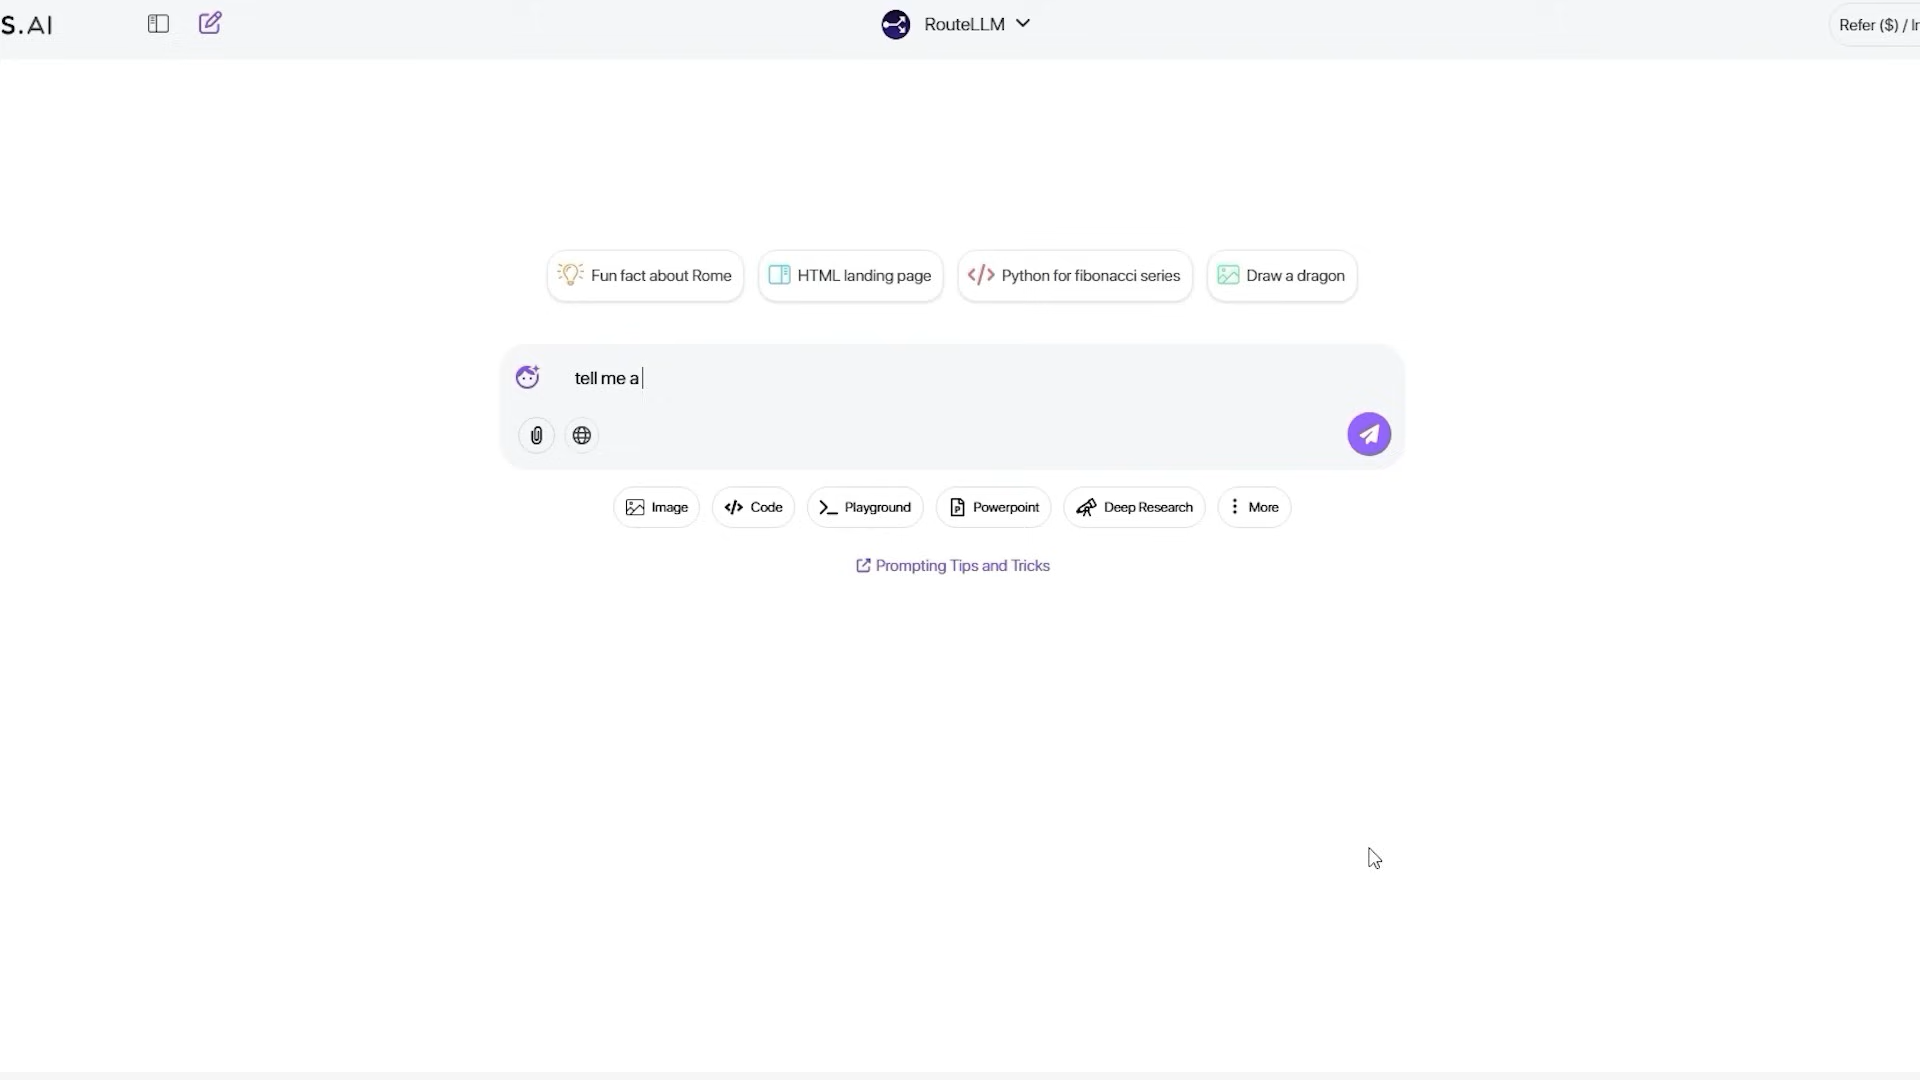 S.AI
RouteLLM
Refer ($) /
Fun fact about Rome
HTML landing page
Python for fibonacci series
Draw a dragon
tell me a
Image
Code
Playground
Powerpoint
Deep Research
More
Prompting Tips and Tricks